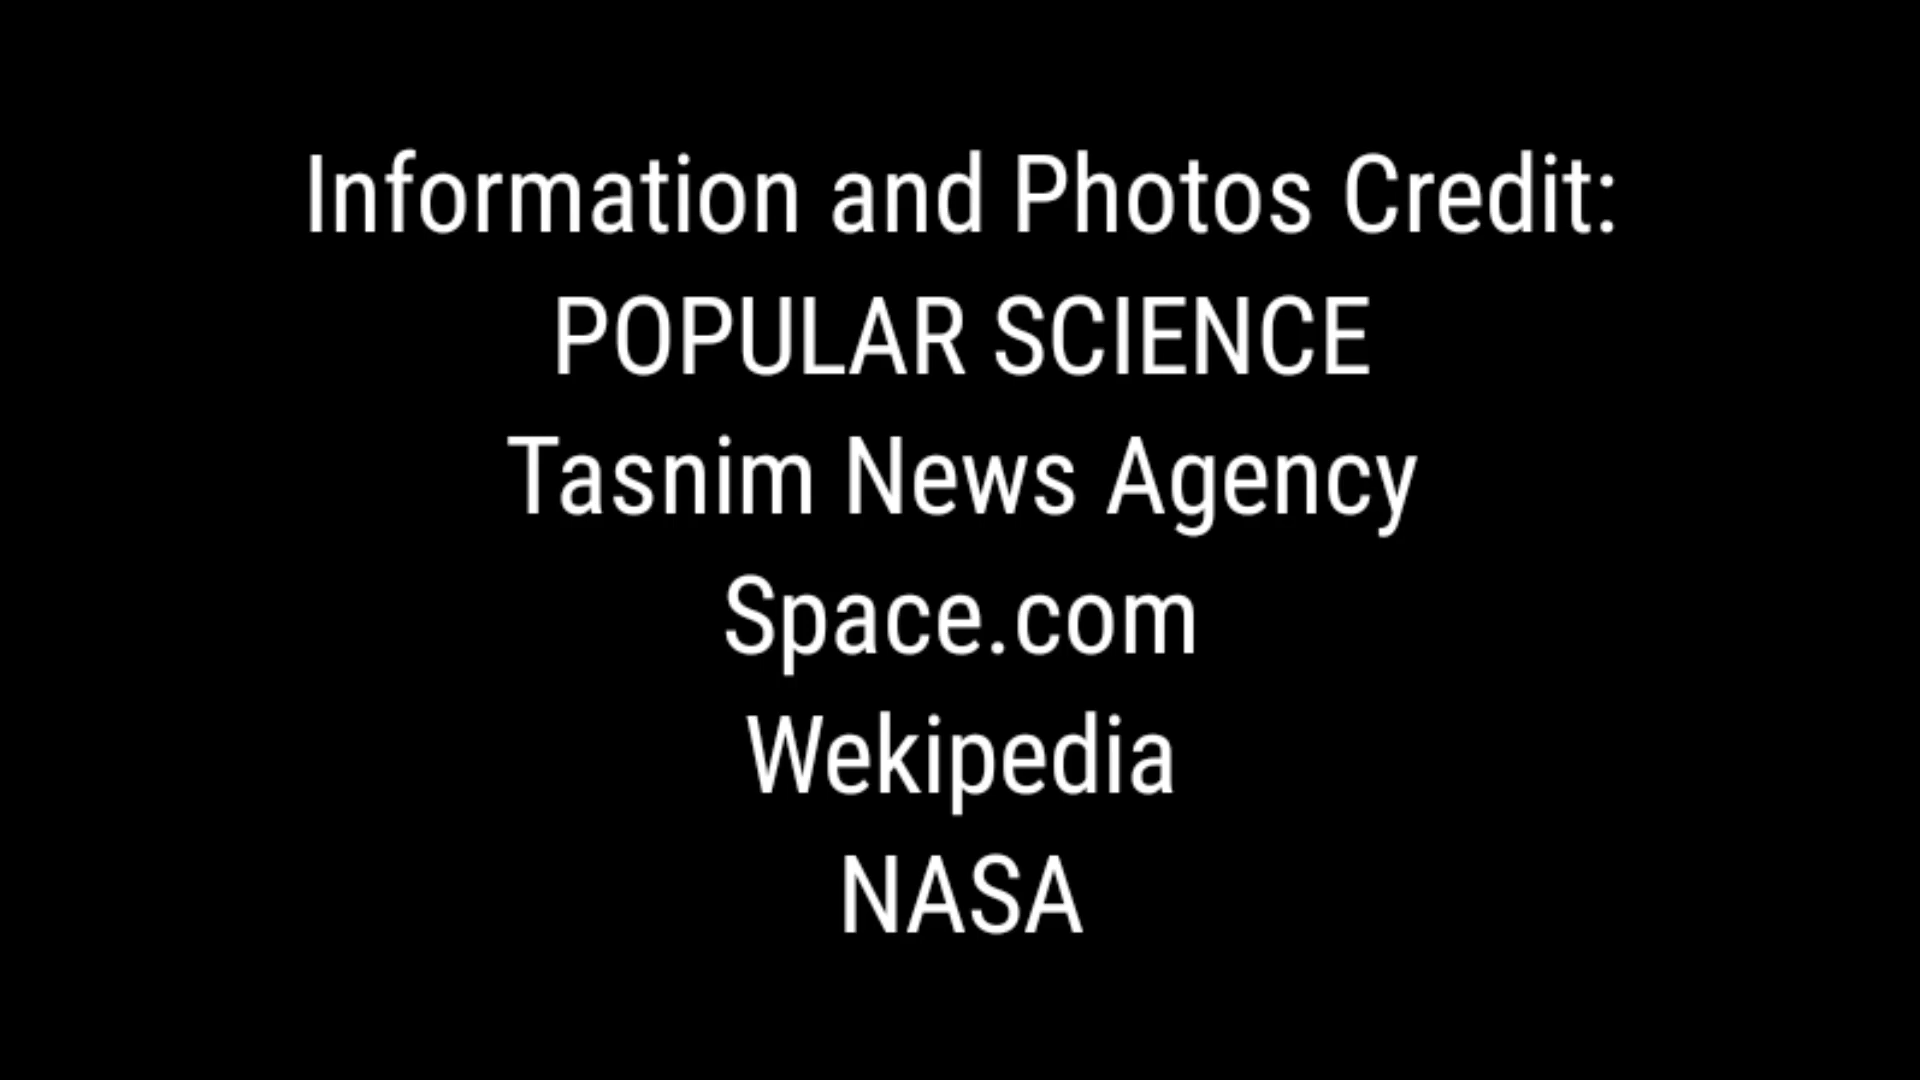 Information and Photos Credit:
POPULAR SCIENCE
Tasnim News Agency
Space.com
Wekipedia
NASA